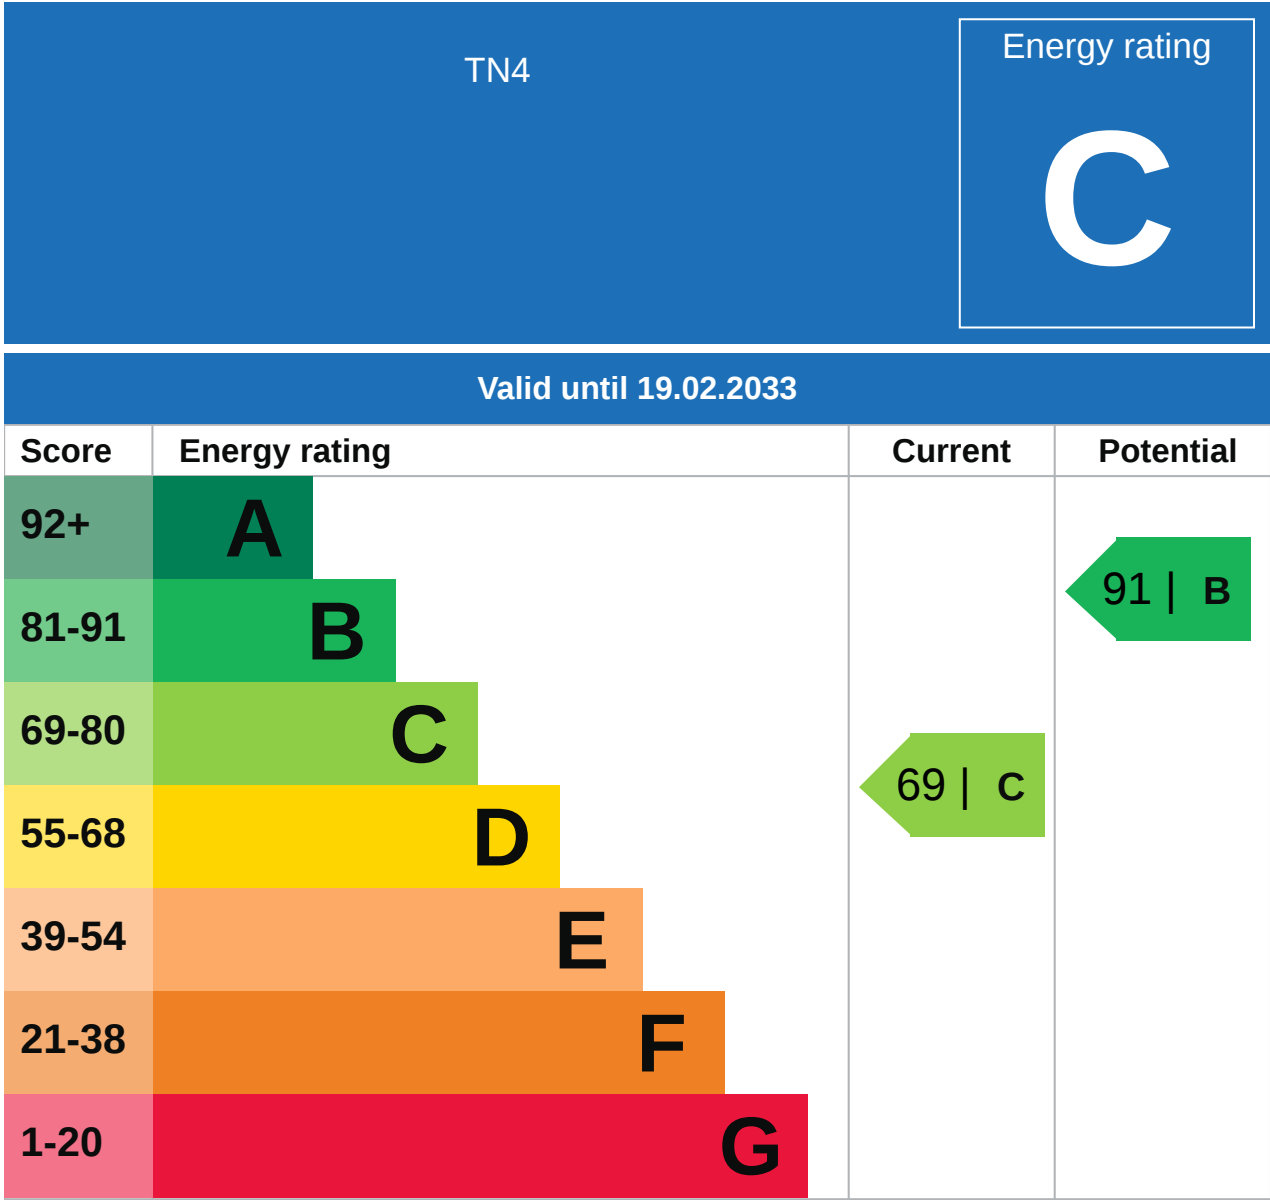 TN4
Energy rating
C
Valid until 19.02.2033
Score Energy rating Current Potential
92+ A
81-91 B 91 | B
69-80 C 69 | C
55-68 D
39-54 E
21-38 F
1-20 G